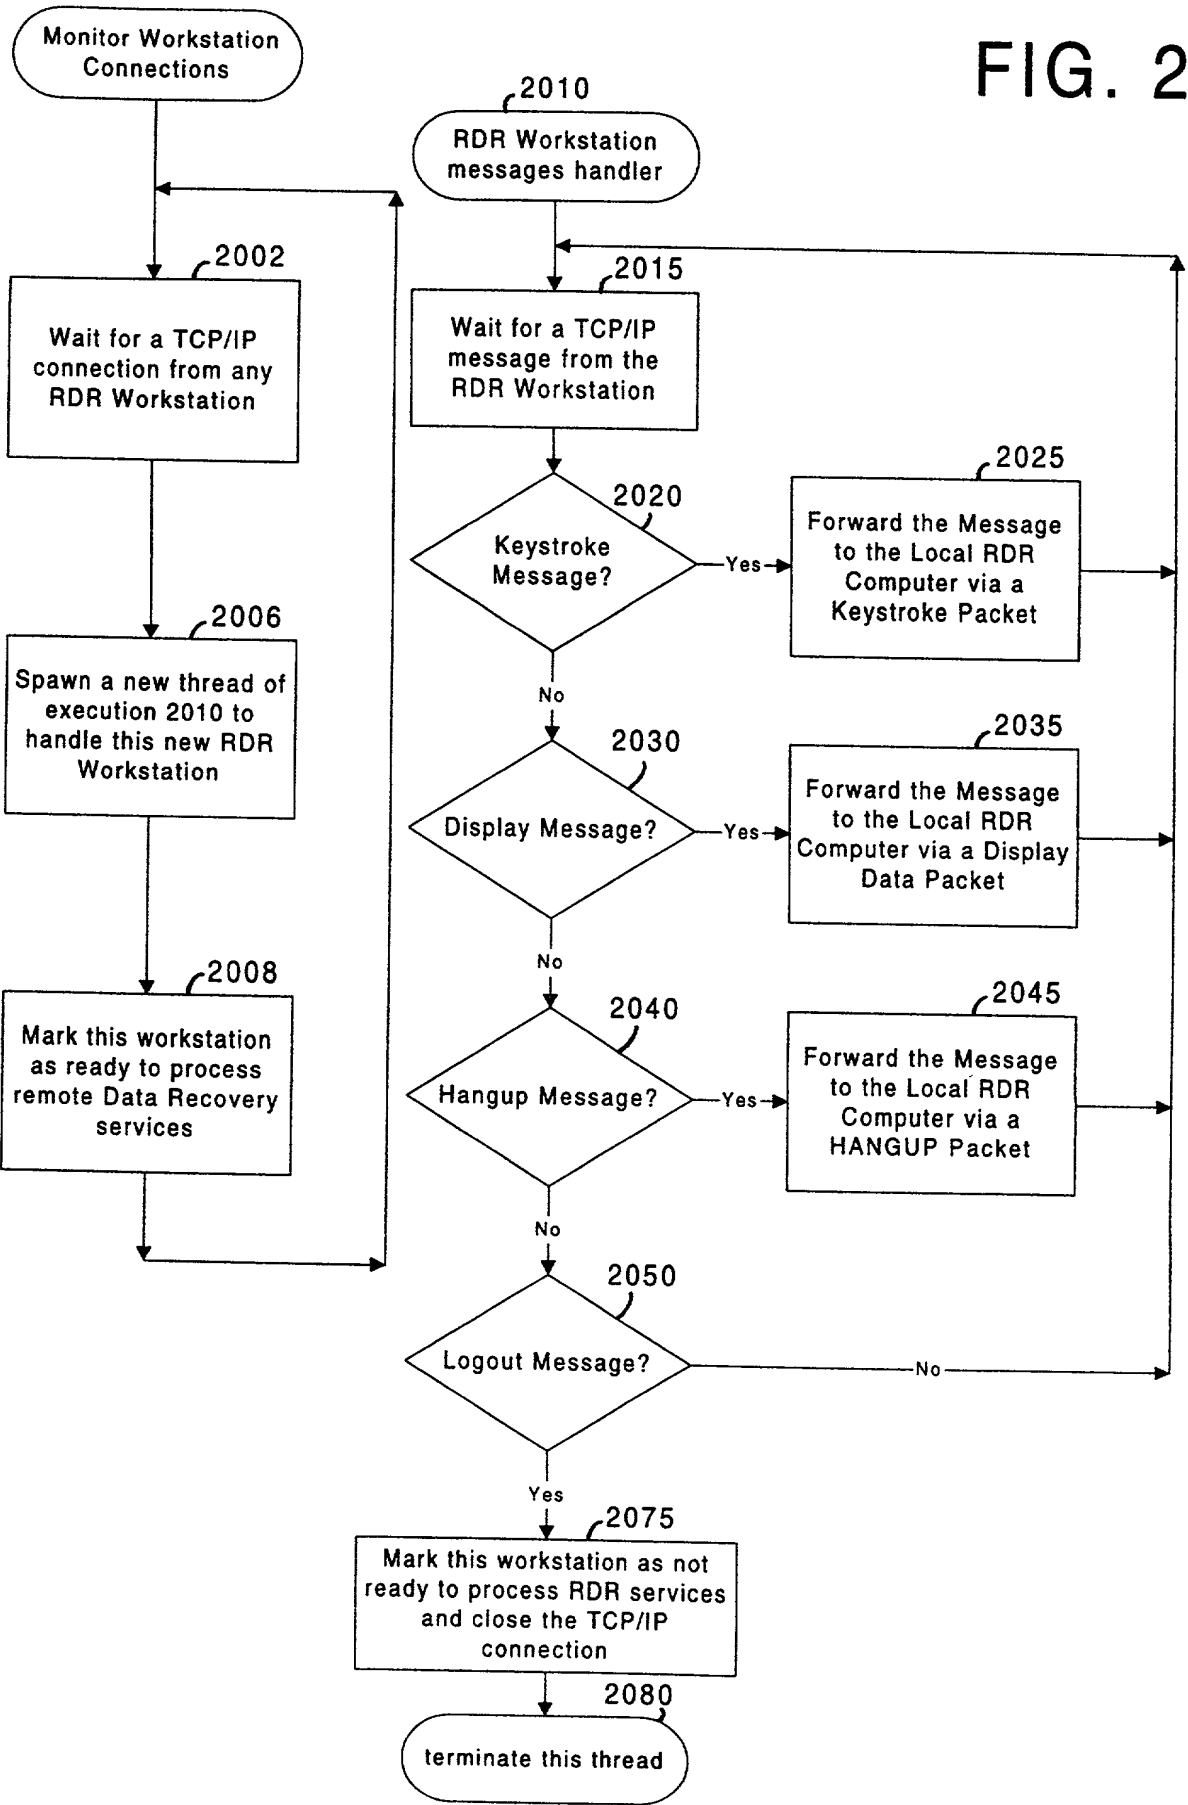 FIG. 2
Monitor Workstation
Connections
2002
Wait for a TCP/IP
connection from any
RDR Workstation
2006
Spawn a new thread of
execution 2010 to
handle this new RDR
Workstation
2008
Mark this workstation
as ready to process
remote Data Recovery
services
2010
RDR Workstation
messages handler
2015
Wait for a TCP/IP
message from the
RDR Workstation
2020
Keystroke
Message?
Yes
2025
Forward the Message
to the Local RDR
Computer via a
Keystroke Packet
No
2030
Display Message?
Yes
2035
Forward the Message
to the Local RDR
Computer via a Display
Data Packet
No
2040
Hangup Message?
Yes
2045
Forward the Message
to the Local RDR
Computer via a
HANGUP Packet
No
2050
Logout Message?
No
Yes
2075
Mark this workstation as not
ready to process RDR services
and close the TCP/IP
connection
2080
terminate this thread